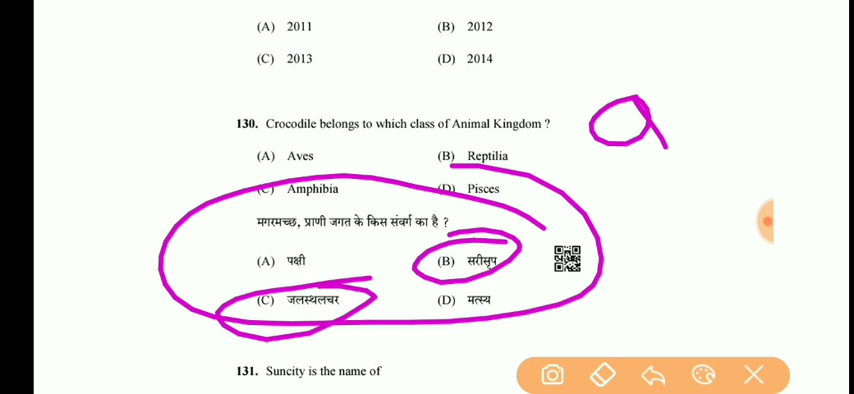 (A) 2011 (B) 2012
(C) 2013 (D) 2014
130. Crocodile belongs to which class of Animal Kingdom ?
(A) Aves (B) Reptilia
(C) Amphibia (D) Pisces
मगरमच्छ, प्राणी जगत के किस संवर्ग का है ?
(A) पक्षी (B) सरीसृप
(C) जलस्थलचर (D) मत्स्य
131. Suncity is the name of